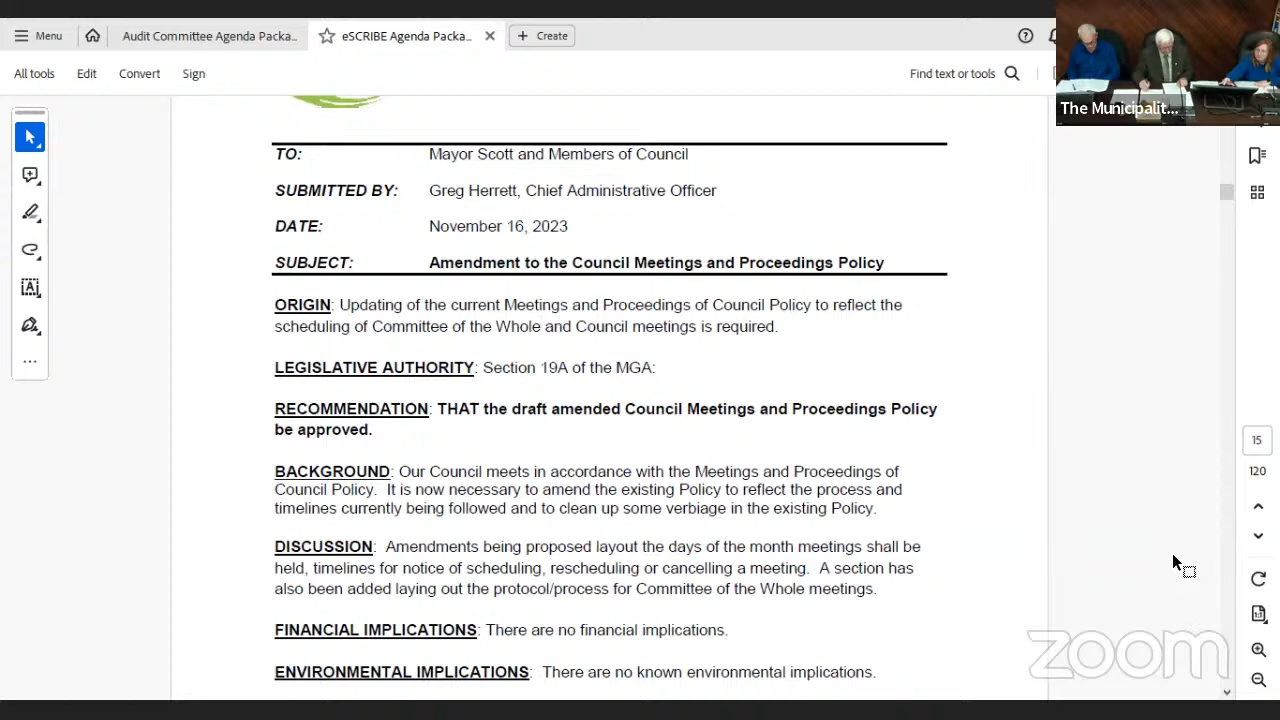 Menu
Audit Committee Agenda Packa...
eSCRIBE Agenda Packa...
Create
All tools
Edit
Convert
Sign
Find text or tools
The Municipalit...
TO: Mayor Scott and Members of Council
SUBMITTED BY: Greg Herrett, Chief Administrative Officer
DATE: November 16, 2023
SUBJECT: Amendment to the Council Meetings and Proceedings Policy
ORIGIN: Updating of the current Meetings and Proceedings of Council Policy to reflect the
scheduling of Committee of the Whole and Council meetings is required.
LEGISLATIVE AUTHORITY: Section 19A of the MGA:
RECOMMENDATION: THAT the draft amended Council Meetings and Proceedings Policy
be approved.
BACKGROUND: Our Council meets in accordance with the Meetings and Proceedings of
Council Policy. It is now necessary to amend the existing Policy to reflect the process and
timelines currently being followed and to clean up some verbiage in the existing Policy.
DISCUSSION: Amendments being proposed layout the days of the month meetings shall be
held, timelines for notice of scheduling, rescheduling or cancelling a meeting. A section has
also been added laying out the protocol/process for Committee of the Whole meetings.
FINANCIAL IMPLICATIONS: There are no financial implications.
ENVIRONMENTAL IMPLICATIONS: There are no known environmental implications.
15
120
zoom